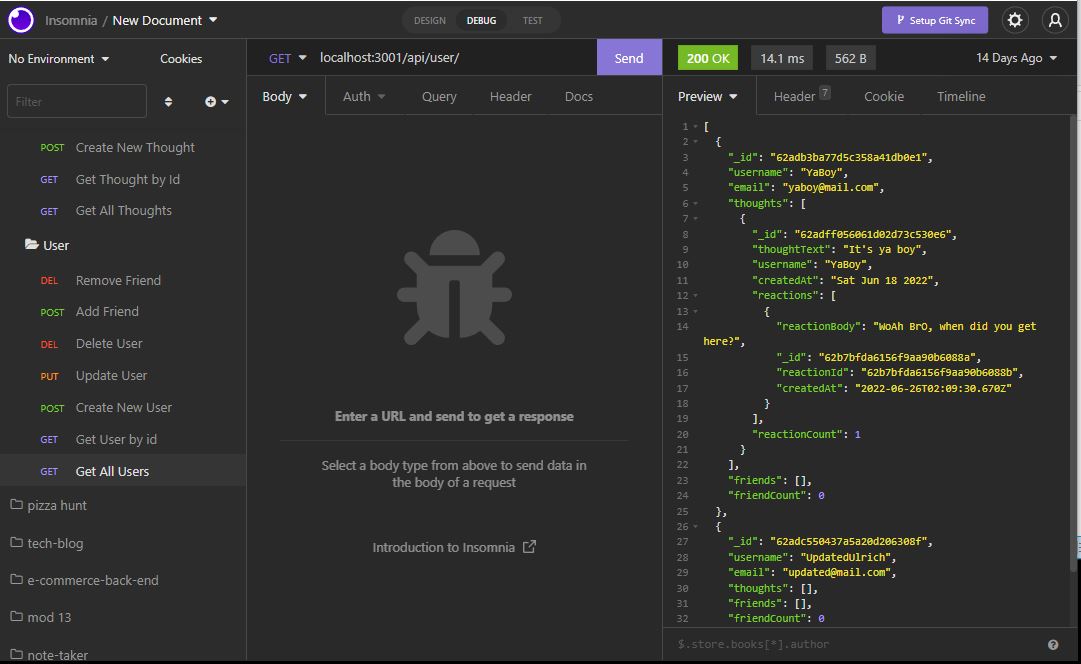 Insomnia / New Document
DESIGN DEBUG TEST
Setup Git Sync
No Environment Cookies
GET localhost:3001/api/user/ Send
200 OK 14.1 ms 562 B 14 Days Ago
Filter
Body Auth Query Header Docs
Preview Header 7 Cookie Timeline
POST Create New Thought
GET Get Thought by Id
GET Get All Thoughts
User
DEL Remove Friend
POST Add Friend
DEL Delete User
PUT Update User
POST Create New User
GET Get User by id
GET Get All Users
pizza hunt
tech-blog
e-commerce-back-end
mod 13
note-taker
Enter a URL and send to get a response
Select a body type from above to send data in
the body of a request
Introduction to Insomnia
1 [
2 {
3 "_id": "62adb3ba77d5c358a41db0e1",
4 "username": "YaBoy",
5 "email": "yaboy@mail.com",
6 "thoughts": [
7 {
8 "_id": "62adff056061d02d73c530e6",
9 "thoughtText": "It's ya boy",
10 "username": "YaBoy",
11 "createdAt": "Sat Jun 18 2022",
12 "reactions": [
13 {
14 "reactionBody": "WoAh BrO, when did you get
here?",
15 "_id": "62b7bfda6156f9aa90b6088a",
16 "reactionId": "62b7bfda6156f9aa90b6088b",
17 "createdAt": "2022-06-26T02:09:30.670Z"
18 }
19 ],
20 "reactionCount": 1
21 }
22 ],
23 "friends": [],
24 "friendCount": 0
25 },
26 {
27 "_id": "62adc550437a5a20d206308f",
28 "username": "UpdatedUlrich",
29 "email": "updated@mail.com",
30 "thoughts": [],
31 "friends": [],
32 "friendCount": 0
$.store.books[*].author